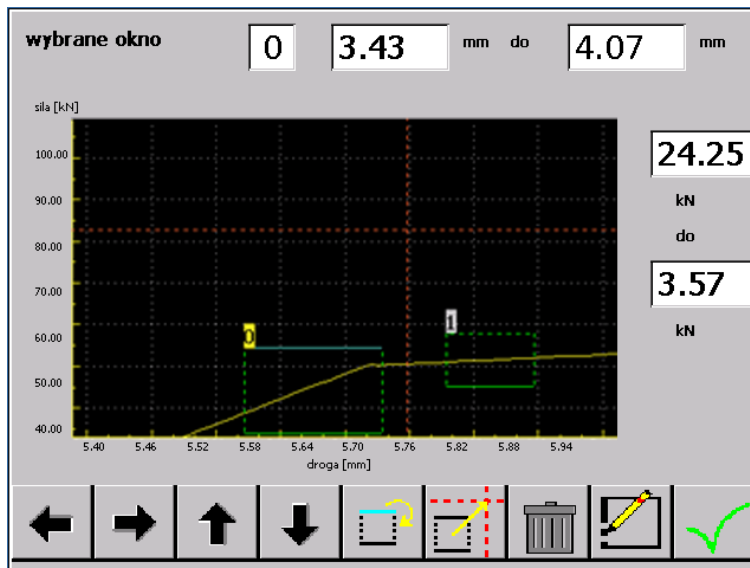 wybrane okno 0 3.43 mm do 4.07 mm
sila [kN]
100.00
90.00
80.00
70.00
60.00
50.00
40.00
24.25
kN
do
3.57
kN
0
1
5.40 5.46 5.52 5.58 5.64 5.70 5.76 5.82 5.88 5.94
droga [mm]